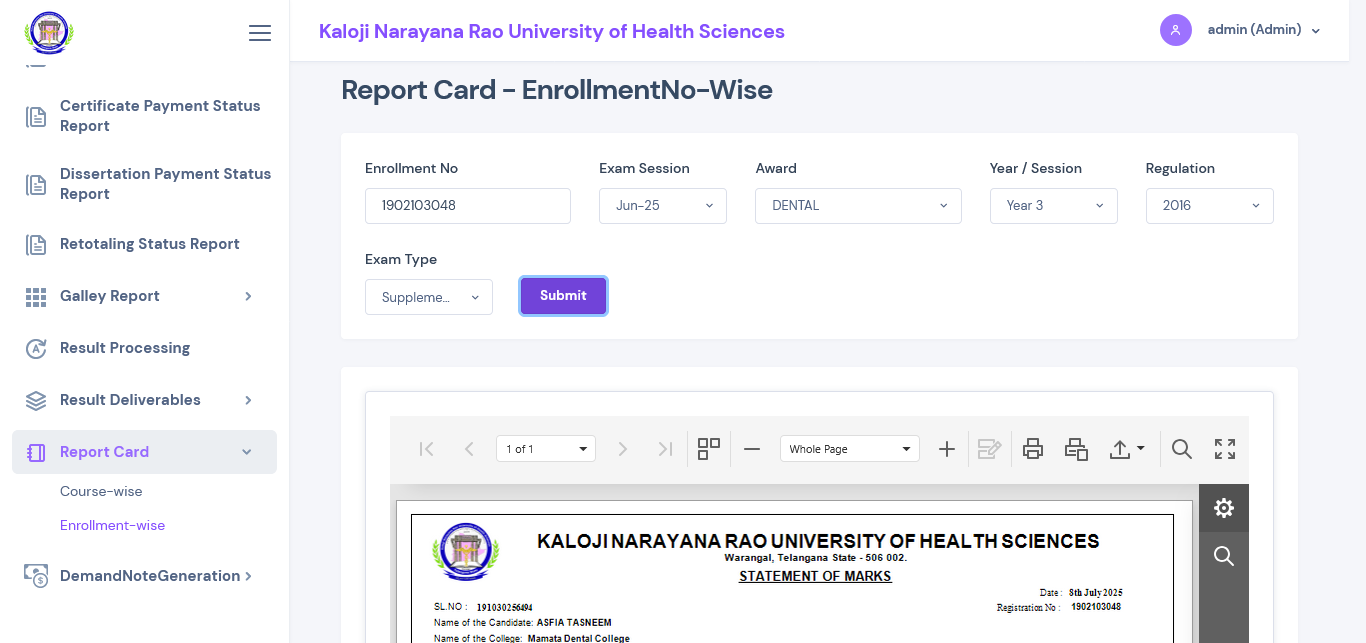 Kaloji Narayana Rao University of Health Sciences
admin (Admin)
Certificate Payment Status
Report
Dissertation Payment Status
Report
Retotaling Status Report
Galley Report
Result Processing
Result Deliverables
Report Card
Course-wise
Enrollment-wise
DemandNoteGeneration
Report Card - EnrollmentNo-Wise
Enrollment No Exam Session Award Year / Session Regulation
1902103048 Jun-25 DENTAL Year 3 2016
Exam Type
Suppleme... Submit
1 of 1 Whole Page
KALOJI NARAYANA RAO UNIVERSITY OF HEALTH SCIENCES
Warangal, Telangana State - 506 002.
STATEMENT OF MARKS
Date : 8th July 2025
SL.NO : 191030256494 Registration No : 1902103048
Name of the Candidate: ASFIA TASNEEM
Name of the College: Mamata Dental College